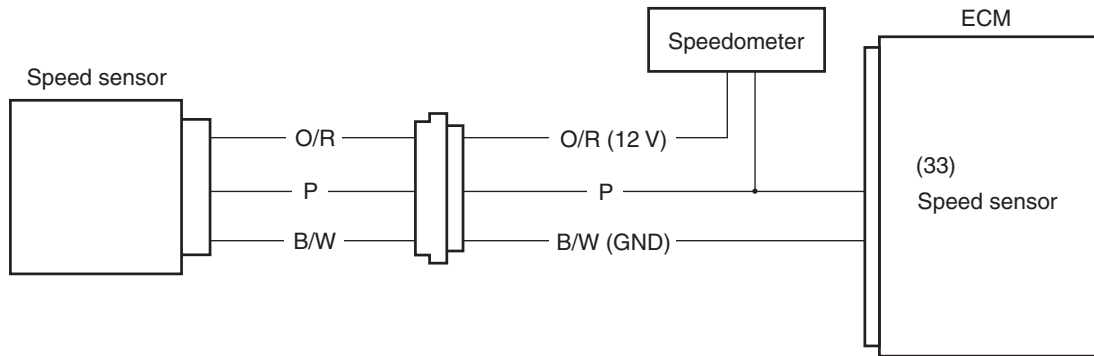 ECM
Speedometer
Speed sensor
O/R
O/R (12 V)
P
P
(33)
Speed sensor
B/W
B/W (GND)